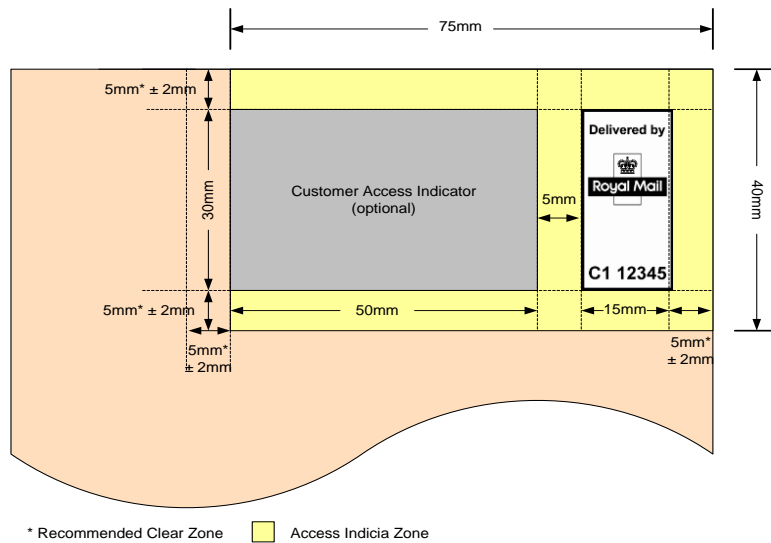 75mm
5mm* ± 2mm
Delivered by
Royal Mail
Customer Access Indicator
(optional)
30mm
5mm
40mm
C1 12345
5mm* ± 2mm
50mm
15mm
5mm*
± 2mm
5mm*
± 2mm
* Recommended Clear Zone
Access Indicia Zone